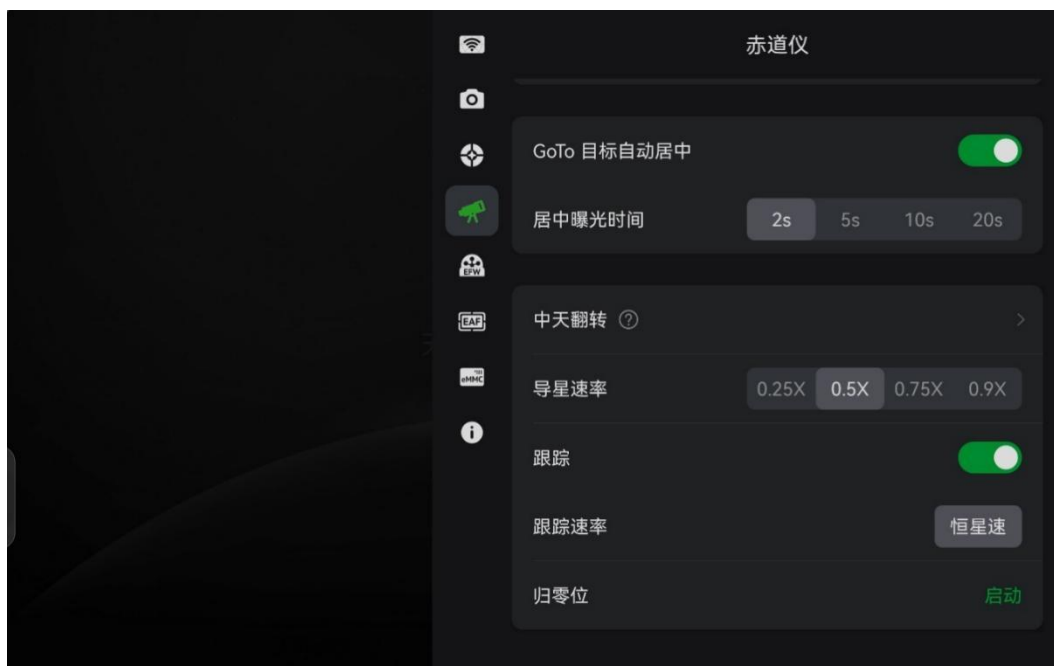 赤道仪
GoTo 目标自动居中
居中曝光时间 2s 5s 10s 20s
EFW
中天翻转 ?
EAF
eMMC
导星速率 0.25X 0.5X 0.75X 0.9X
跟踪
跟踪速率 恒星速
归零位 启动